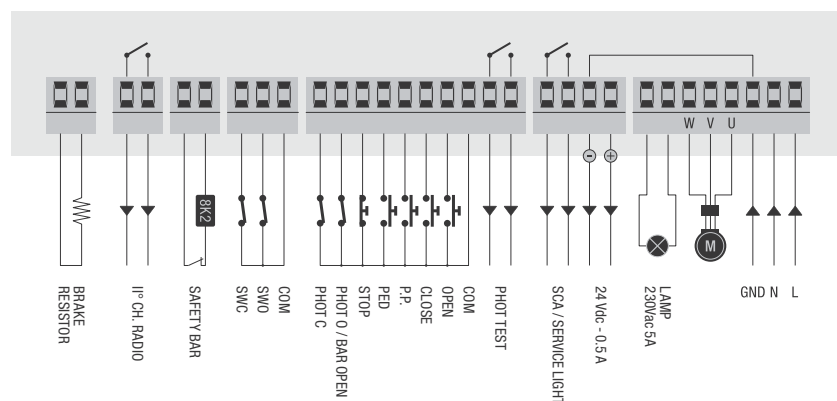 W V U
8K2
M
BRAKE
RESISTOR
II° CH. RADIO
SAFETY BAR
SWC
SWO
COM
PHOT C
PHOT O / BAR OPEN
STOP
PED
P.P.
CLOSE
OPEN
COM
PHOT TEST
SCA / SERVICE LIGHT
24 Vdc - 0.5 A
LAMP
230Vac 5A
GND N L